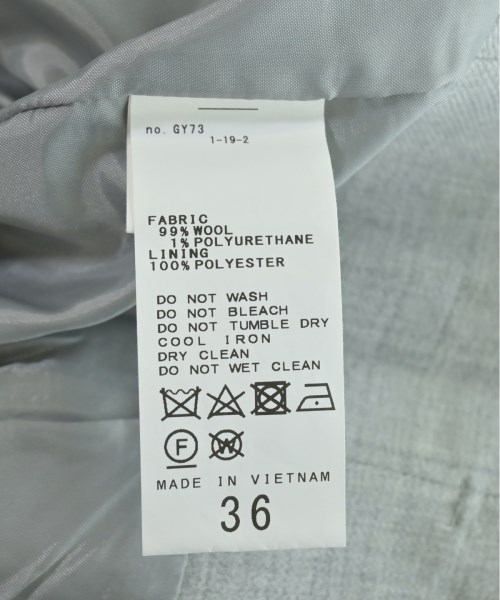 no. GY73
1-19-2
FABRIC
99% WOOL
1% POLYURETHANE
LINING
100% POLYESTER
DO NOT WASH
DO NOT BLEACH
DO NOT TUMBLE DRY
COOL IRON
DRY CLEAN
DO NOT WET CLEAN
F W
MADE IN VIETNAM
36